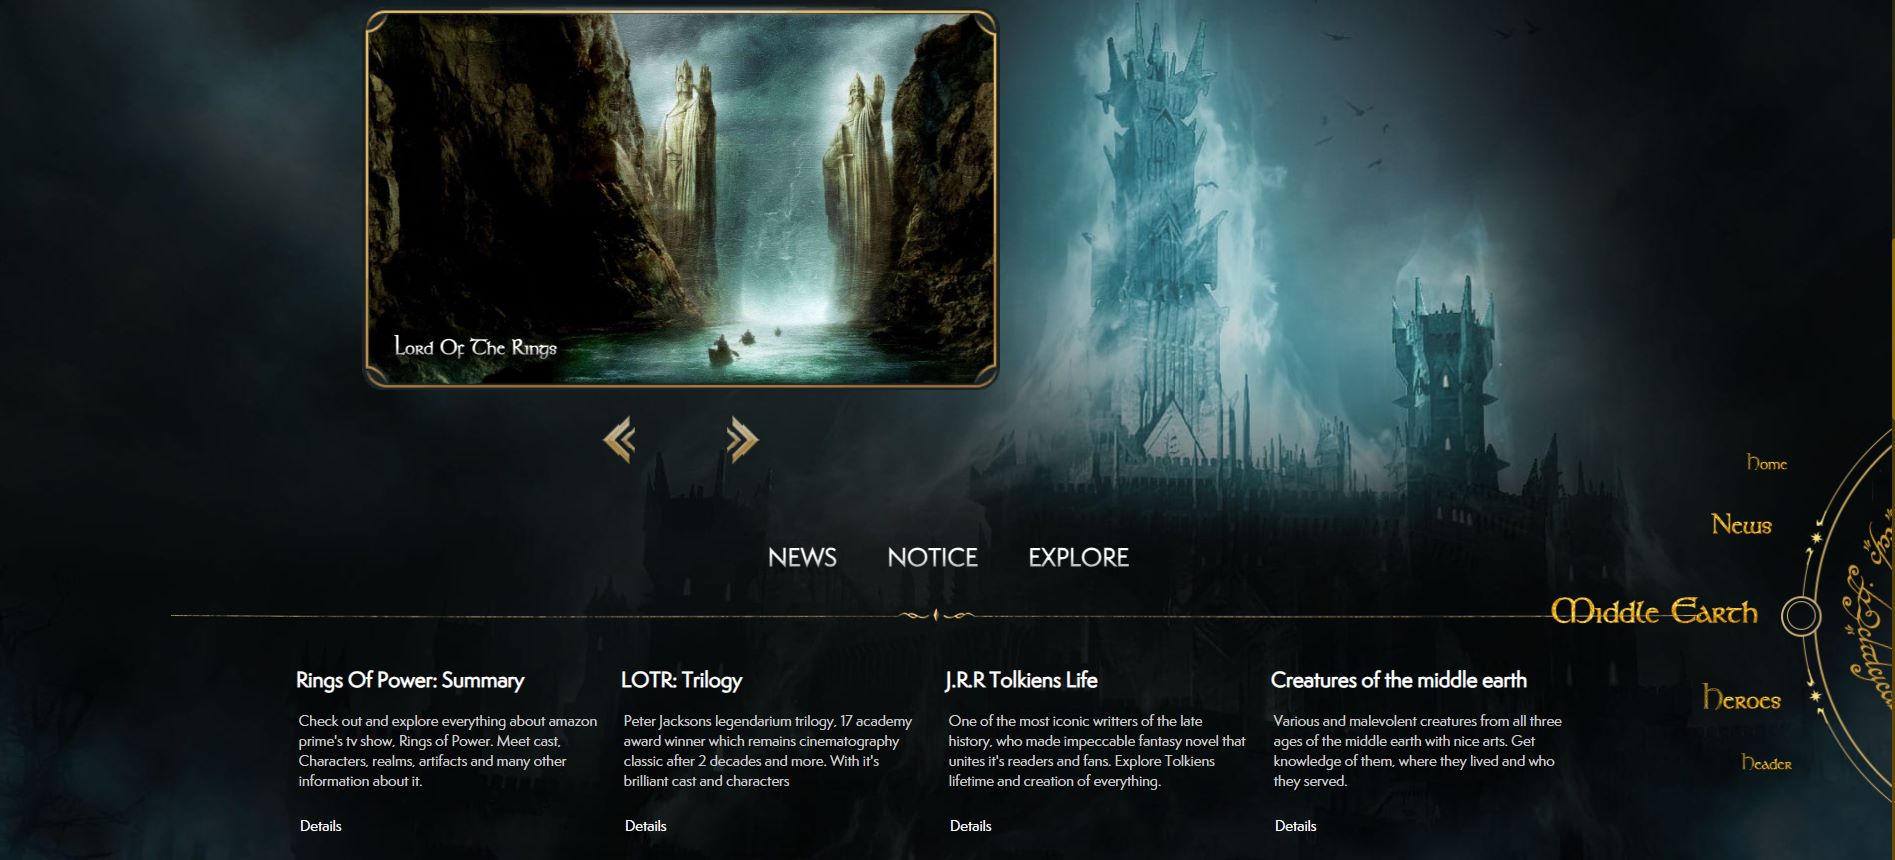 Lord Of The Rings
Home
News
NEWS NOTICE EXPLORE
Middle Earth
Rings Of Power: Summary
Check out and explore everything about amazon
prime's tv show, Rings of Power. Meet cast,
Characters, realms, artifacts and many other
information about it.
Details
LOTR: Trilogy
Peter Jacksons legendarium trilogy, 17 academy
award winner which remains cinematography
classic after 2 decades and more. With it's
brilliant cast and characters
Details
J.R.R Tolkiens Life
One of the most iconic writters of the late
history, who made impeccable fantasy novel that
unites it's readers and fans. Explore Tolkiens
lifetime and creation of everything.
Details
Creatures of the middle earth
Various and malevolent creatures from all three
ages of the middle earth with nice arts. Get
knowledge of them, where they lived and who
they served.
Details
Heroes
Header